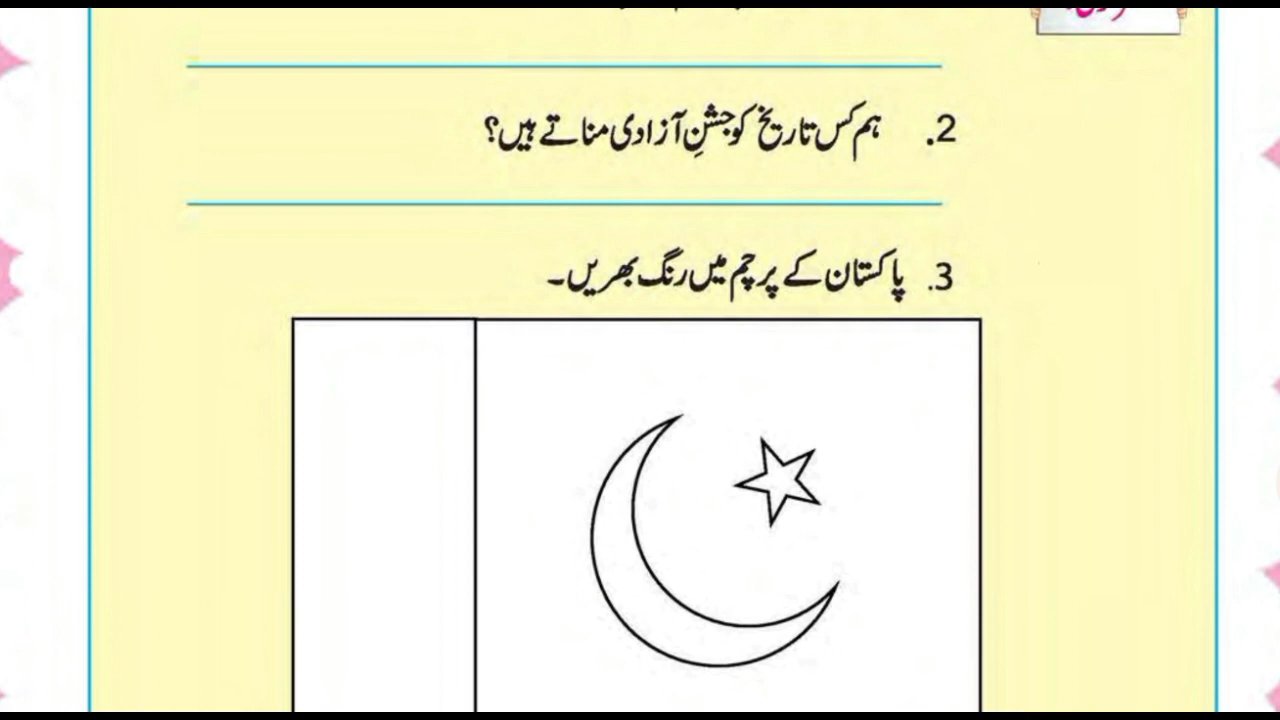 2. ہم کس تاریخ کو جشنِ آزادی مناتے ہیں؟
3. پاکستان کے پرچم میں رنگ بھریں۔